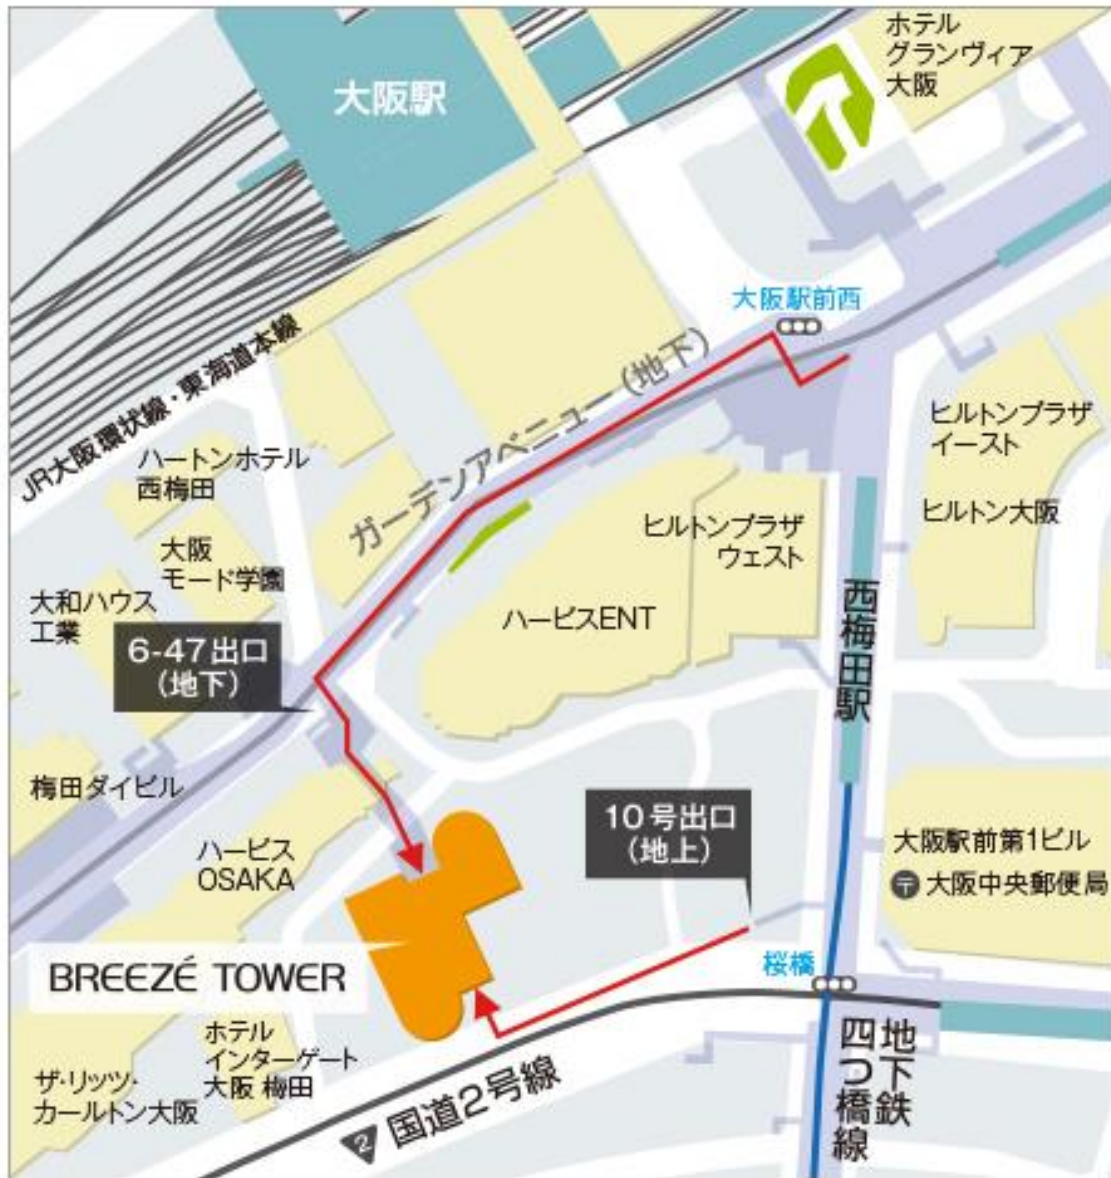 ホテル
グランヴィア
大阪
大阪駅
大阪駅前西
JR大阪環状線・東海道本線
ガーデンアベニュー(地下)
ヒルトンプラザ
イースト
ハートンホテル
西梅田
ヒルトン大阪
ヒルトンプラザ
ウェスト
大阪
モード学園
大和ハウス
工業
ハービスENT
西梅田駅
6-47出口
(地下)
梅田ダイビル
10号出口
(地上)
大阪駅前第1ビル
〒大阪中央郵便局
ハービス
OSAKA
桜橋
BREEZÉ TOWER
ホテル
インターゲート
大阪 梅田
ザ・リッツ・
カールトン大阪
2 国道2号線
地下鉄
四つ橋線